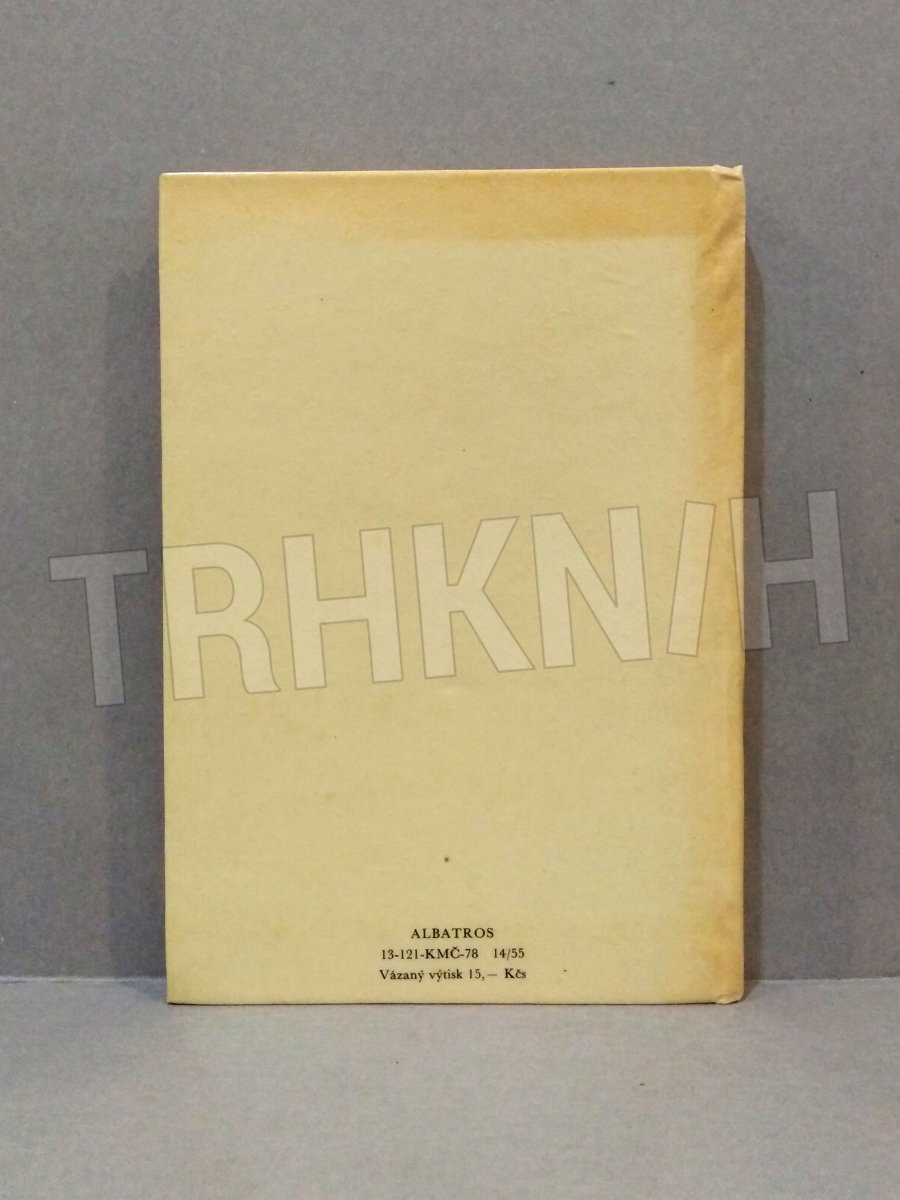 TRHKNIH
ALBATROS
13-121-KMČ-78 14/55
Vázaný výtisk 15,— Kčs